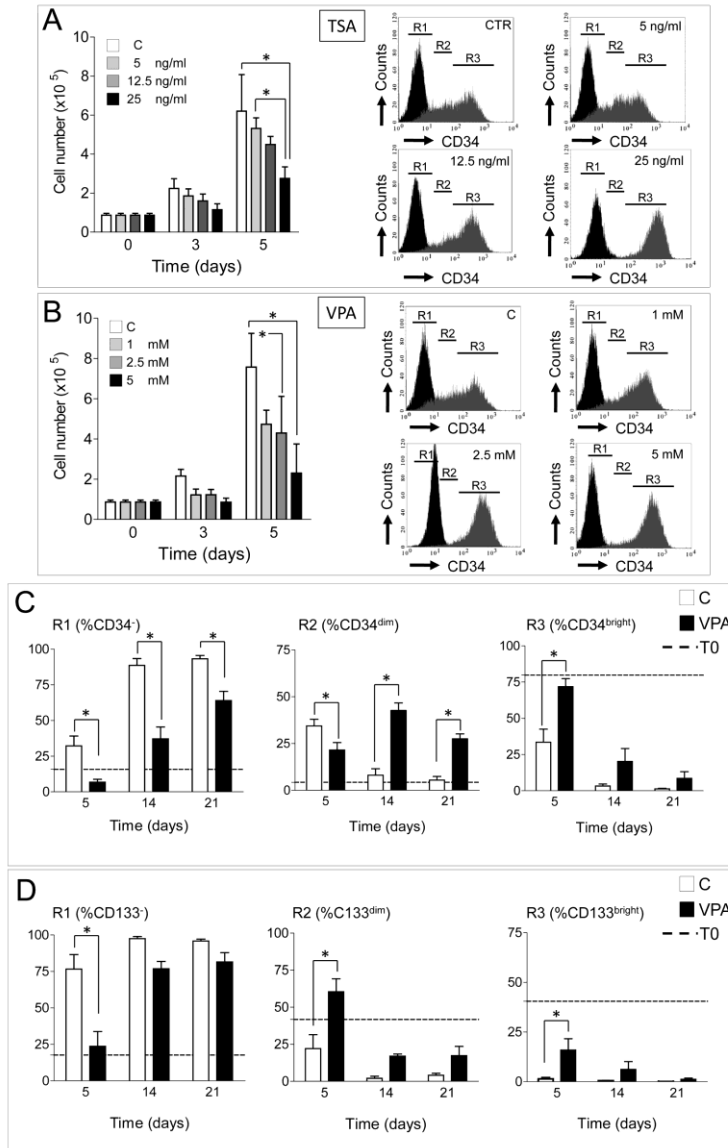 A
TSA
C
5 ng/ml
12.5 ng/ml
25 ng/ml
Cell number (x10 5)
10
8
6
4
2
0 3 5
Time (days)
* *
CTR
R1 R2 R3
Counts
CD34
5 ng/ml
R1 R2 R3
Counts
CD34
12.5 ng/ml
R1 R2 R3
Counts
CD34
25 ng/ml
R1 R2 R3
Counts
CD34
B
VPA
C
1 mM
2.5 mM
5 mM
Cell number (x10 5)
10
8
6
4
2
0 3 5
Time (days)
* *
C
R1 R2 R3
Counts
CD34
1 mM
R1 R2 R3
Counts
CD34
2.5 mM
R1 R2 R3
Counts
CD34
5 mM
R1 R2 R3
Counts
CD34
C
C
VPA
T0
R1 (%CD34-)
100
75
50
25
0
* * *
5 14 21
Time (days)
R2 (%CD34dim)
75
50
25
0
* * *
5 14 21
Time (days)
R3 (%CD34bright)
100
75
50
25
0
*
5 14 21
Time (days)
D
C
VPA
T0
R1 (%CD133-)
100
75
50
25
0
*
5 14 21
Time (days)
R2 (%C133dim)
100
75
50
25
0
*
5 14 21
Time (days)
R3 (%CD133bright)
75
50
25
0
*
5 14 21
Time (days)